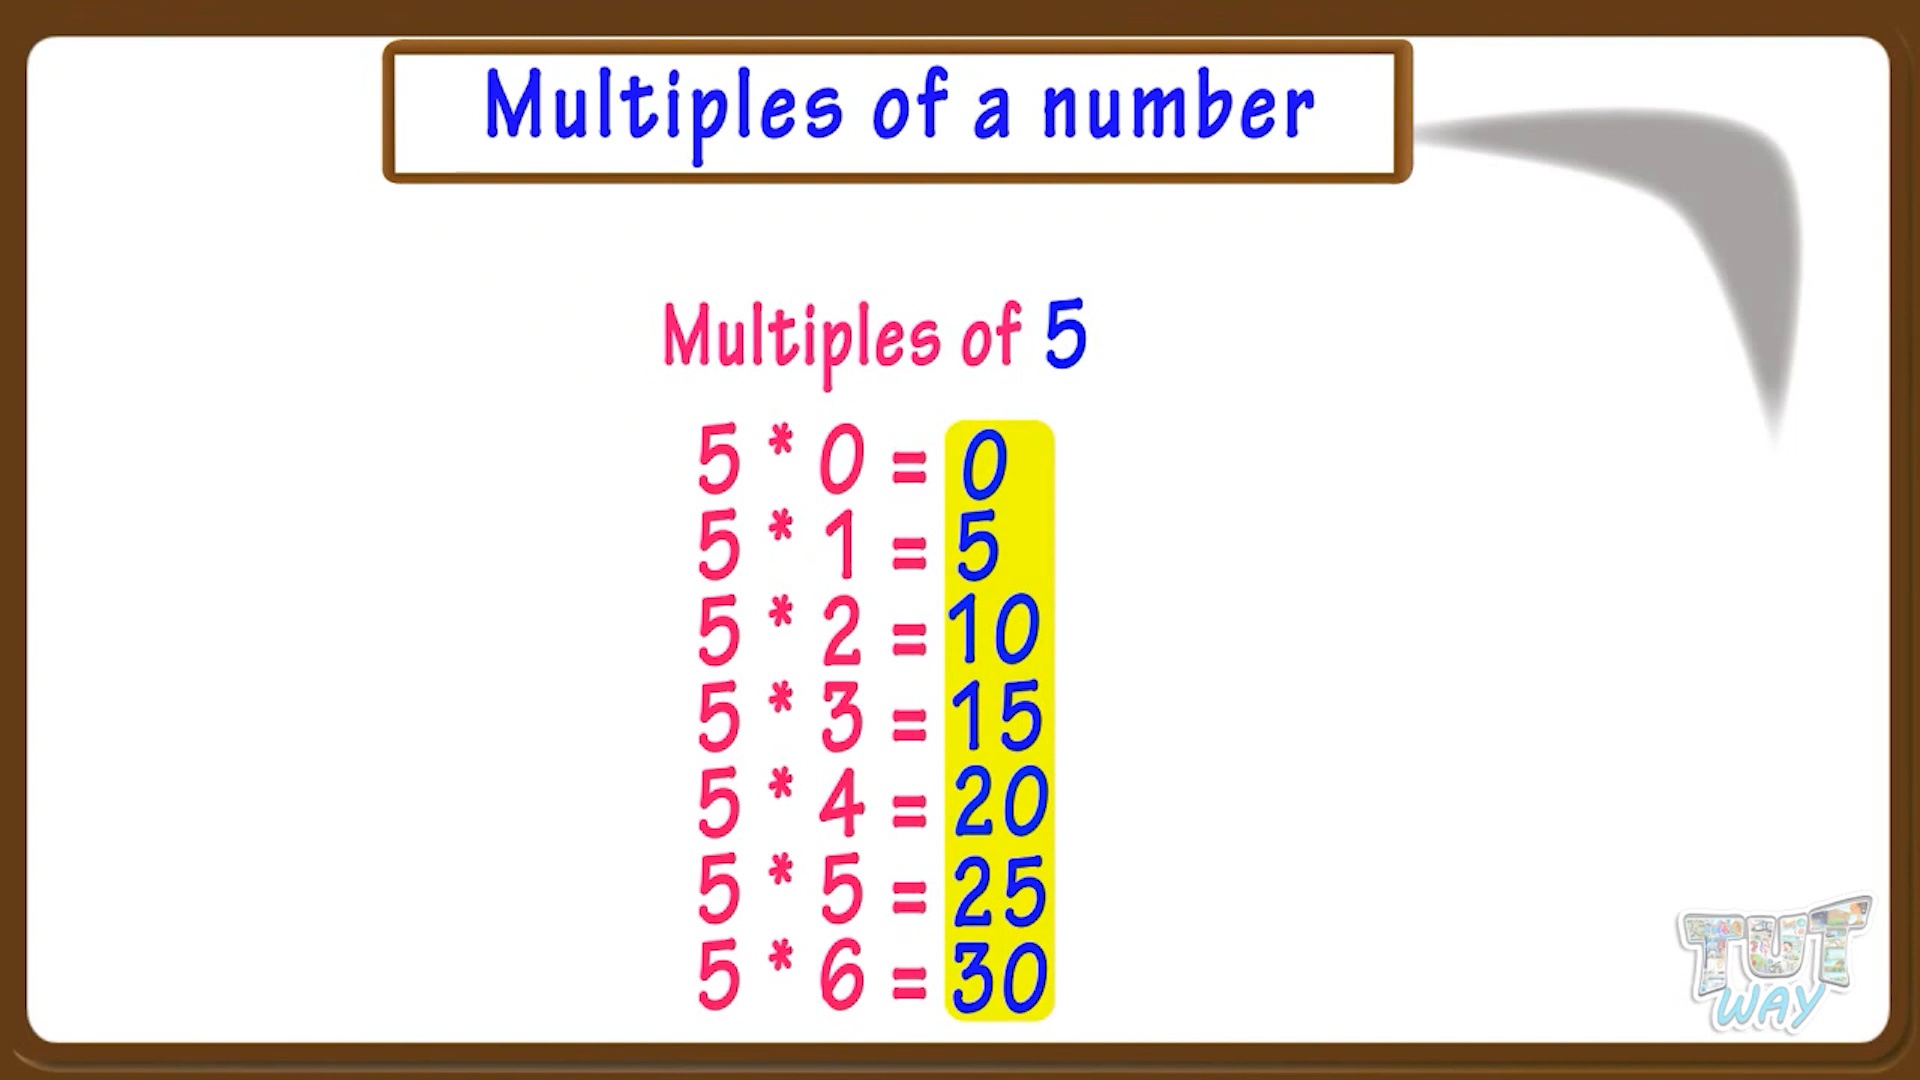 Multiples of a number
Multiples of 5
5 * 0 = 0
5 * 1 = 5
5 * 2 = 10
5 * 3 = 15
5 * 4 = 20
5 * 5 = 25
5 * 6 = 30
TUT
WAY